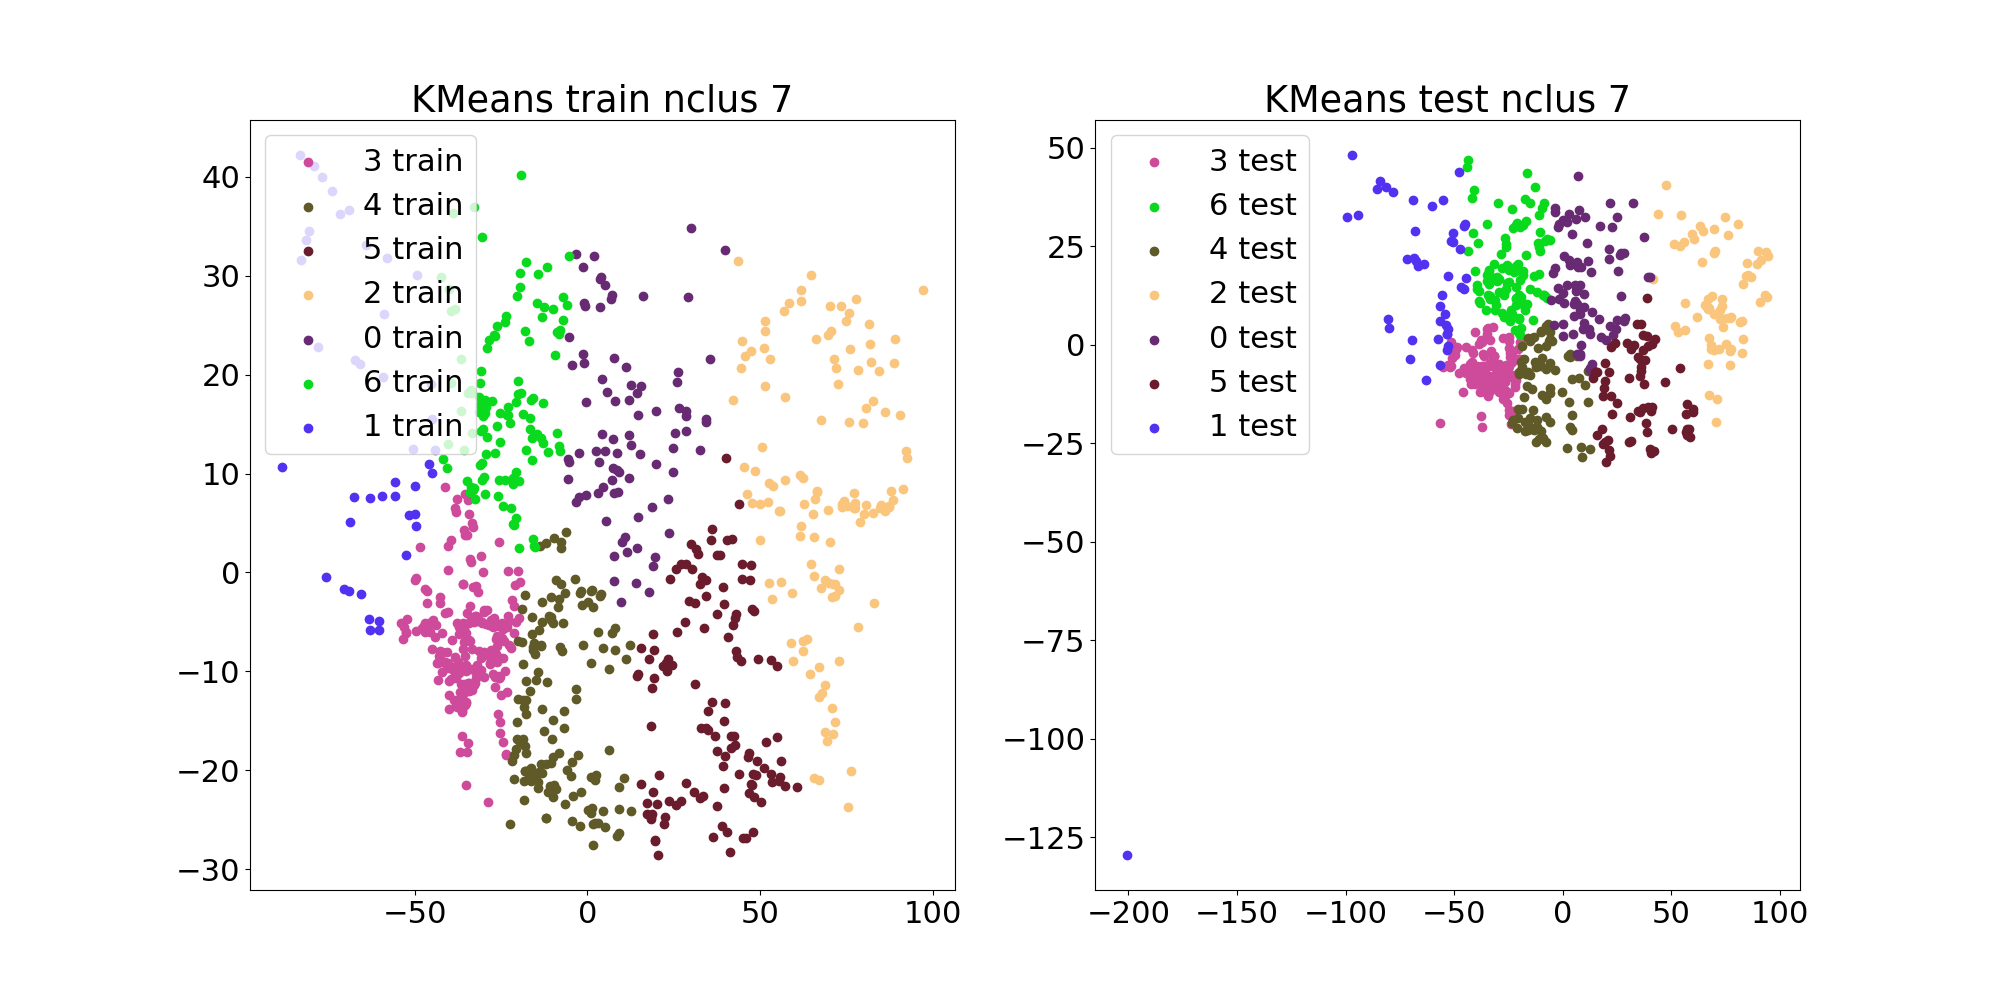 KMeans train nclus 7
3 train
4 train
5 train
2 train
0 train
6 train
1 train
40
30
20
10
0
−10
−20
−30
−50
0
50
100
KMeans test nclus 7
3 test
6 test
4 test
2 test
0 test
5 test
1 test
50
25
0
−25
−50
−75
−100
−125
−200
−150
−100
−50
0
50
100